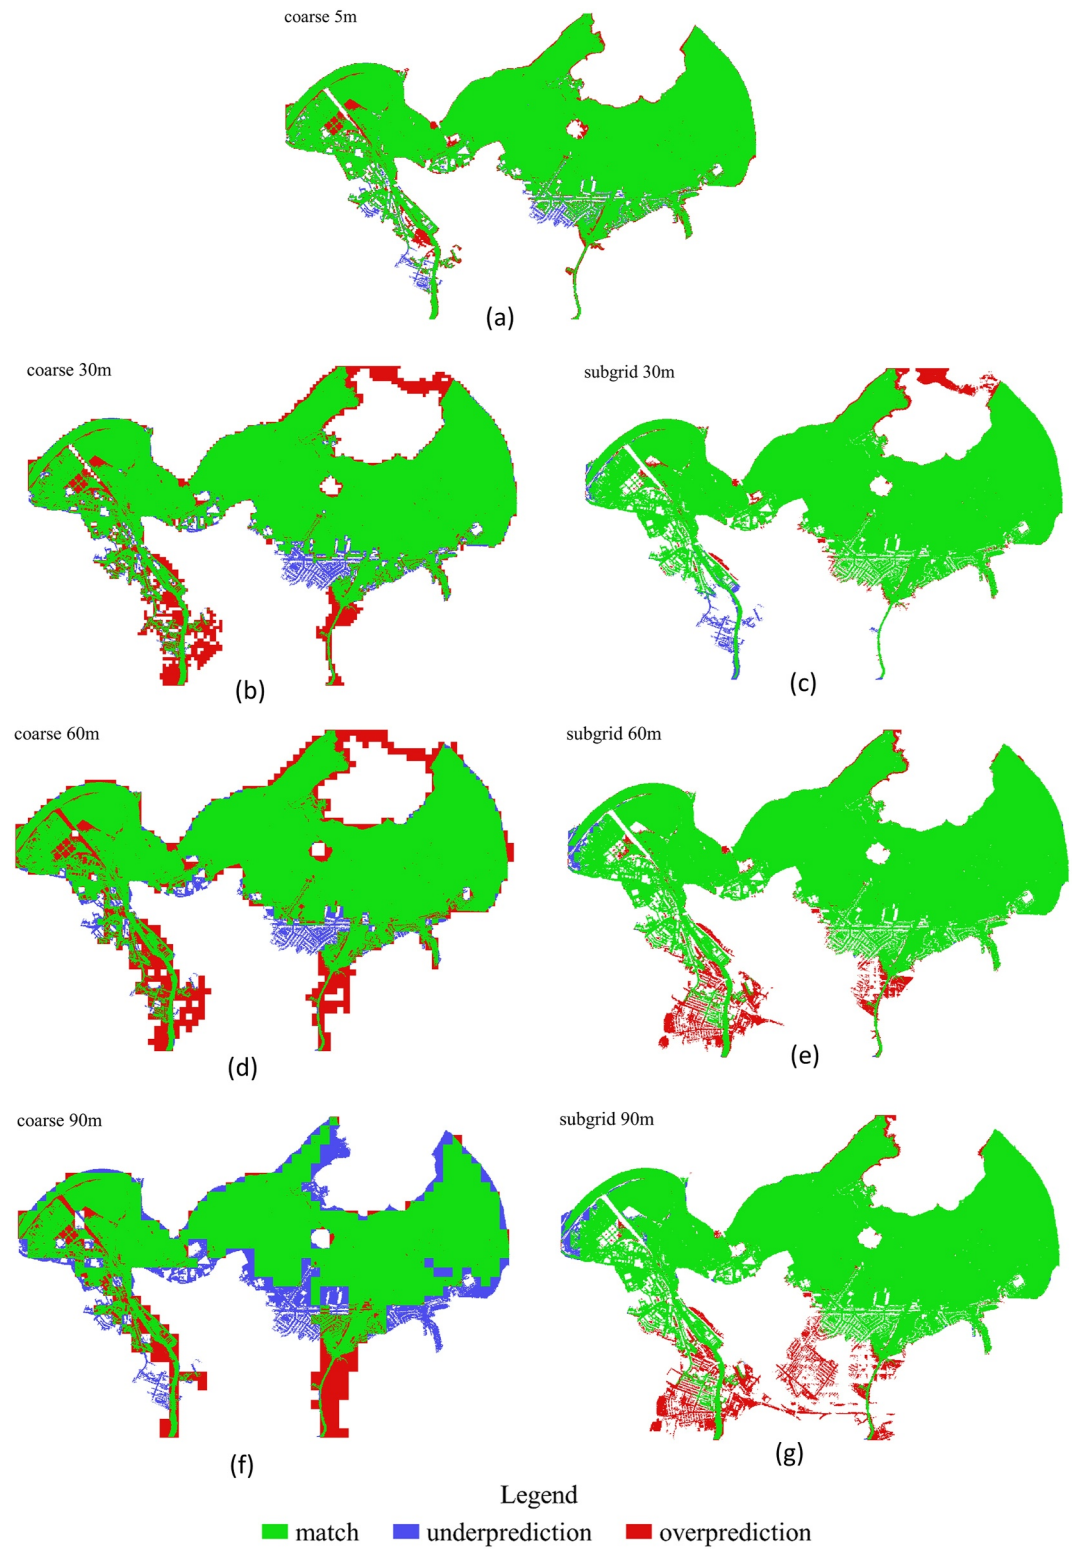 coarse 5m
(a)
coarse 30m
subgrid 30m
(b)
(c)
coarse 60m
subgrid 60m
(d)
(e)
coarse 90m
subgrid 90m
(f)
(g)
Legend
match underprediction overprediction